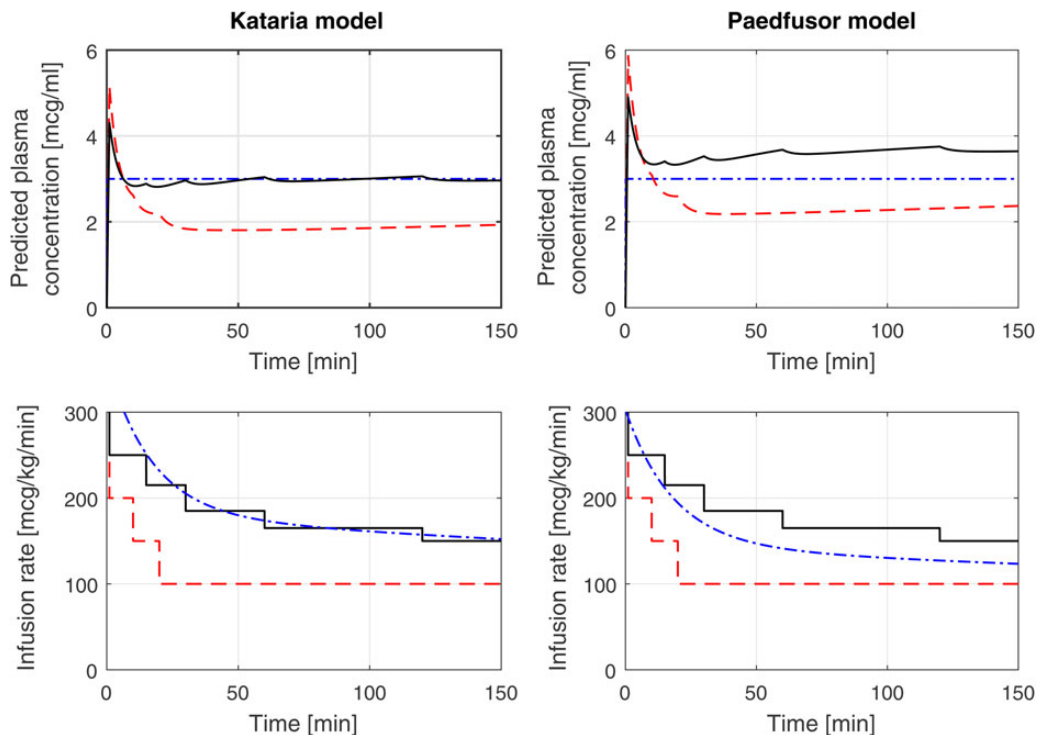 Kataria model
Paedfusor model
Predicted plasma
concentration [mcg/ml]
6
4
2
0
0 50 100 150
Time [min]
Predicted plasma
concentration [mcg/ml]
6
4
2
0
0 50 100 150
Time [min]
Infusion rate [mcg/kg/min]
300
200
100
0
0 50 100 150
Time [min]
Infusion rate [mcg/kg/min]
300
200
100
0
0 50 100 150
Time [min]